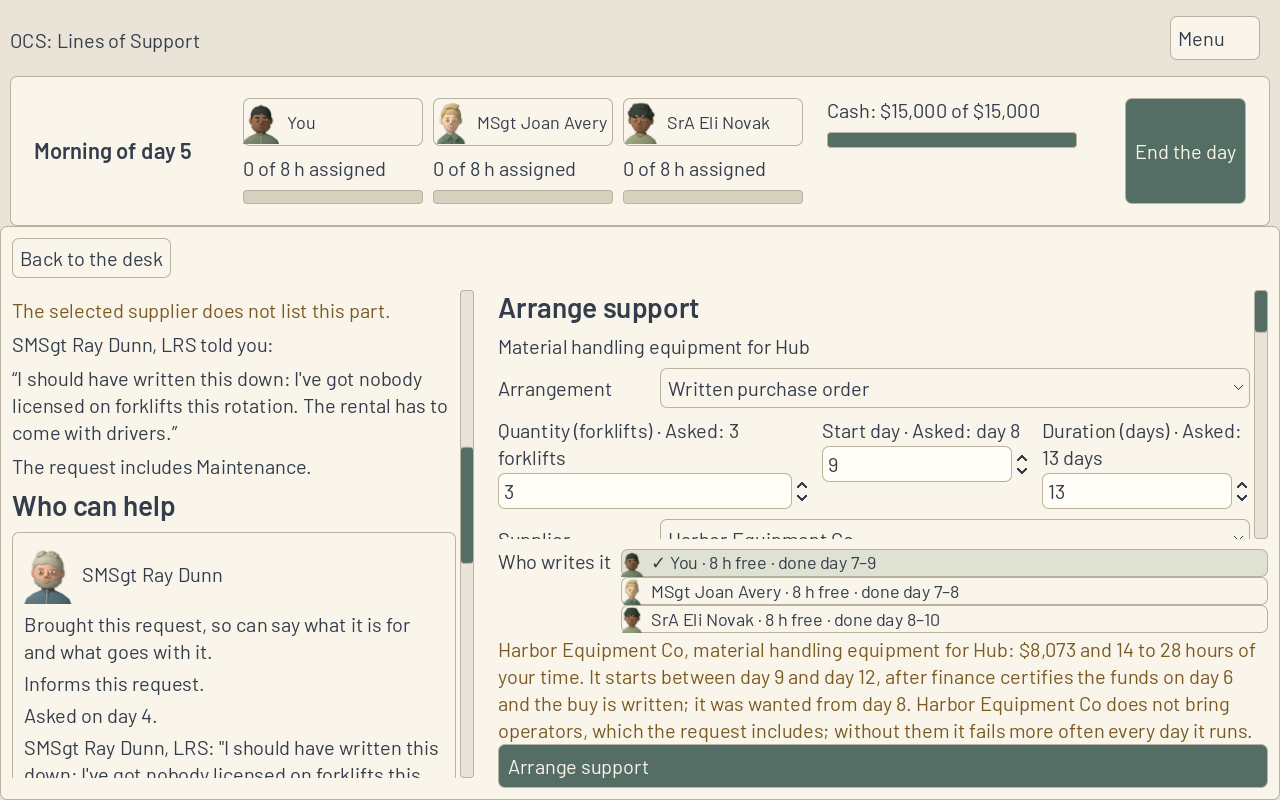 OCS: Lines of Support
Menu
Morning of day 5
You
MSgt Joan Avery
SrA Eli Novak
0 of 8 h assigned
0 of 8 h assigned
0 of 8 h assigned
Cash: $15,000 of $15,000
End the day
Back to the desk
The selected supplier does not list this part.
SMSgt Ray Dunn, LRS told you:
“I should have written this down: I've got nobody
licensed on forklifts this rotation. The rental has to
come with drivers.”
The request includes Maintenance.
Who can help
SMSgt Ray Dunn
Brought this request, so can say what it is for
and what goes with it.
Informs this request.
Asked on day 4.
SMSgt Ray Dunn, LRS: "I should have written this
down: I've got nobody licensed on forklifts this
Arrange support
Material handling equipment for Hub
Arrangement
Written purchase order
Quantity (forklifts) · Asked: 3
forklifts
3
Start day · Asked: day 8
9
Duration (days) · Asked:
13 days
13
Supplier
Harbor Equipment Co
Who writes it
✓ You · 8 h free · done day 7–9
MSgt Joan Avery · 8 h free · done day 7–8
SrA Eli Novak · 8 h free · done day 8–10
Harbor Equipment Co, material handling equipment for Hub: $8,073 and 14 to 28 hours of
your time. It starts between day 9 and day 12, after finance certifies the funds on day 6
and the buy is written; it was wanted from day 8. Harbor Equipment Co does not bring
operators, which the request includes; without them it fails more often every day it runs.
Arrange support